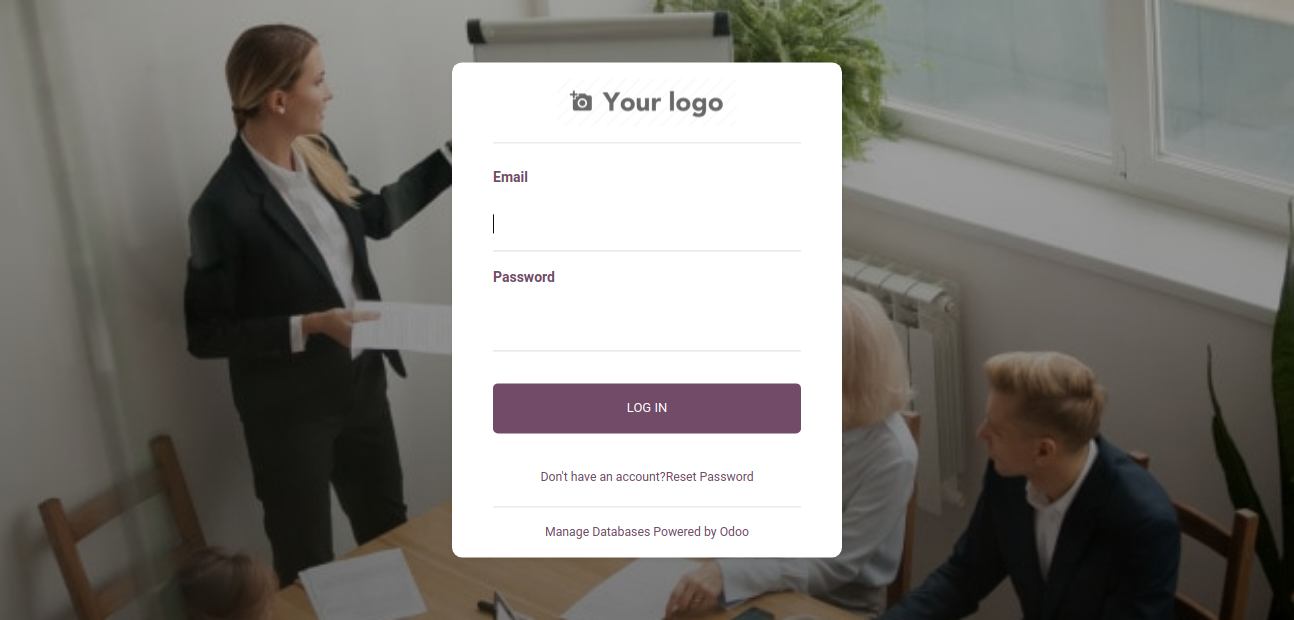 Your logo
Email
Password
LOG IN
Don't have an account?Reset Password
Manage Databases Powered by Odoo